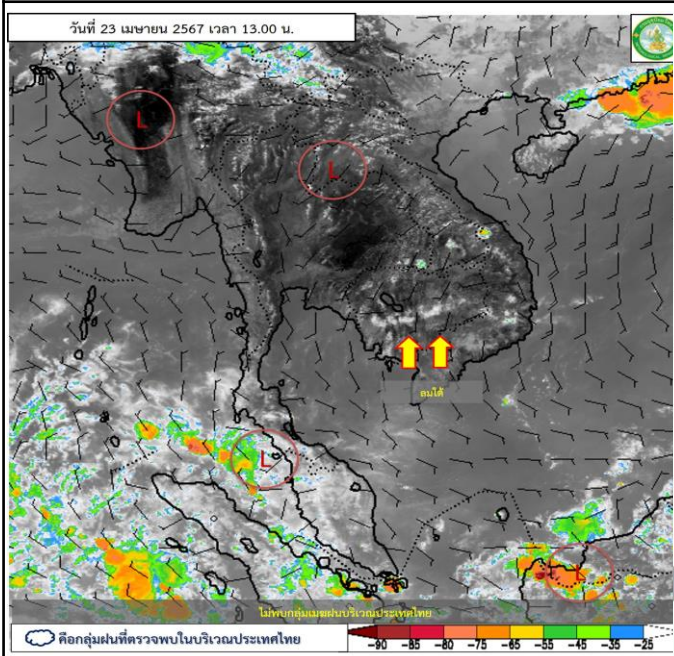 วันที่ 23 เมษายน 2567 เวลา 13.00 น.
L
L
ลมใต้
L
L
ไม่พบกลุ่มเมฆฝนบริเวณประเทศไทย
คือกลุ่มฝนที่ตรวจพบในบริเวณประเทศไทย
-90 -85 -80 -75 -65 -55 -45 -35 -25